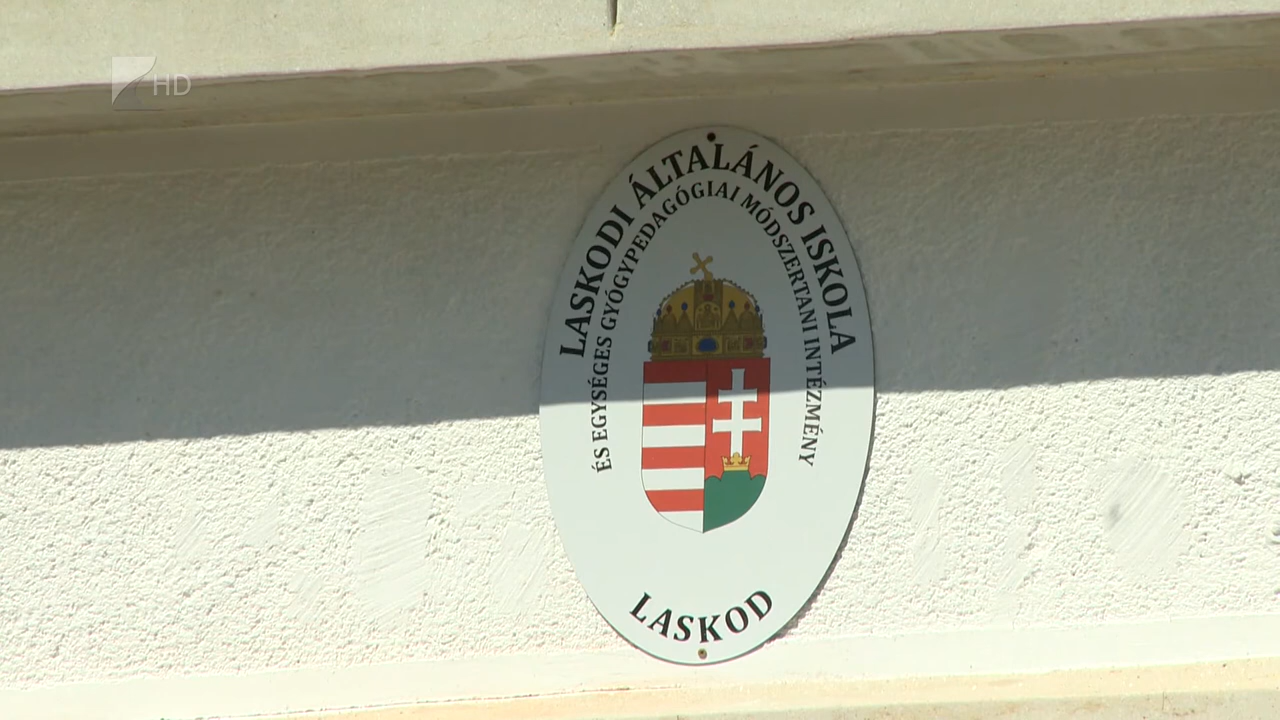 HD
LASKODI ÁLTALÁNOS ISKOLA
ÉS EGYSÉGES GYÓGYPEDAGÓGIAI MÓDSZERTANI INTÉZMÉNY
LASKOD